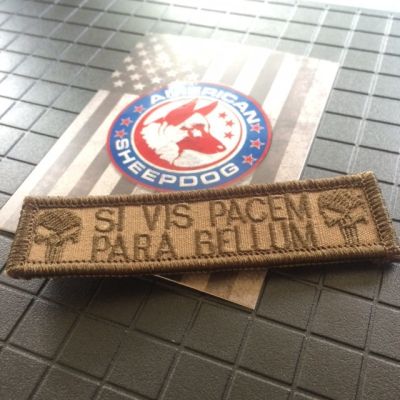 AMERICAN
SHEEPDOG
SI VIS PACEM
PARA BELLUM